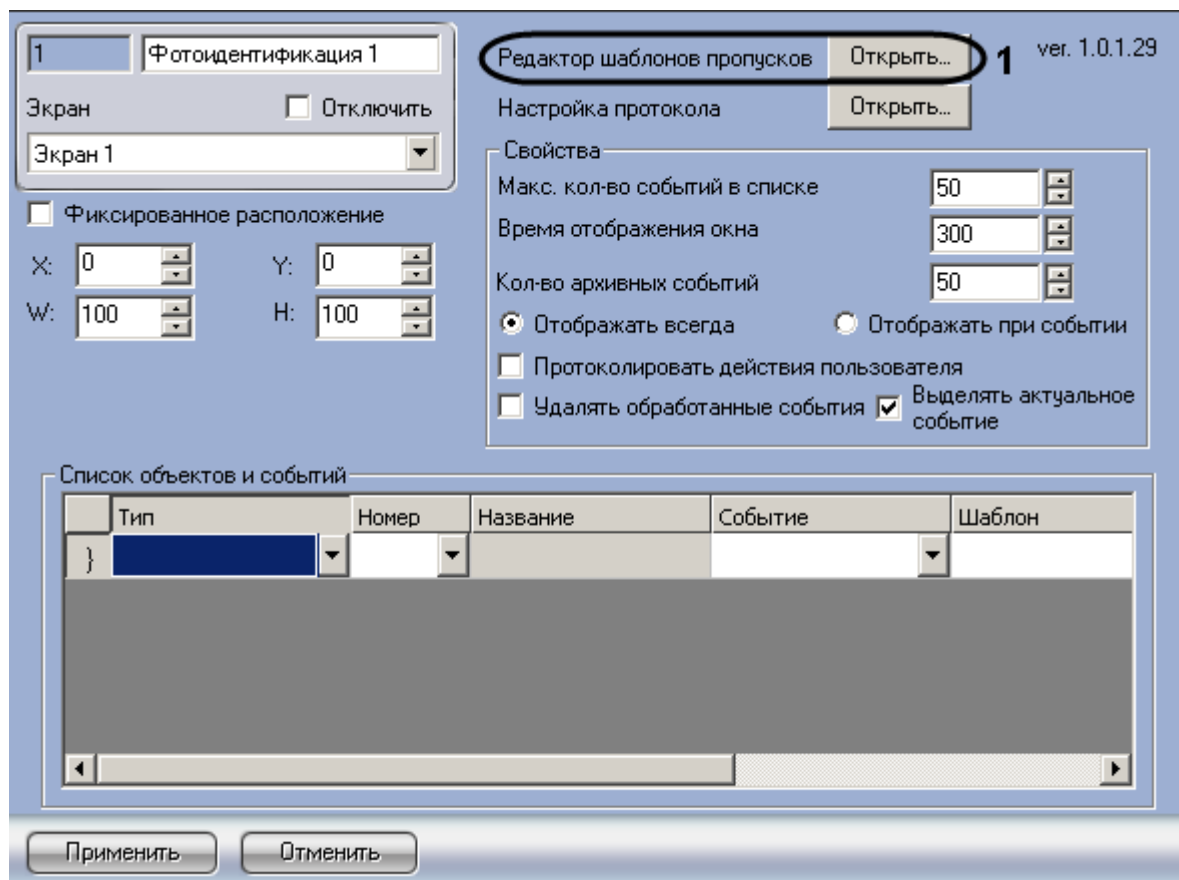 1 Фотоидентификация 1
Экран Отключить
Экран 1
Фиксированное расположение
X: 0 Y: 0
W: 100 H: 100
Редактор шаблонов пропусков Открыть... 1 ver. 1.0.1.29
Настройка протокола Открыть...
Свойства
Макс. кол-во событий в списке 50
Время отображения окна 300
Кол-во архивных событий 50
Отображать всегда Отображать при событии
Протоколировать действия пользователя
Удалять обработанные события Выделять актуальное
событие
Список объектов и событий
Тип Номер Название Событие Шаблон
}
Применить Отменить